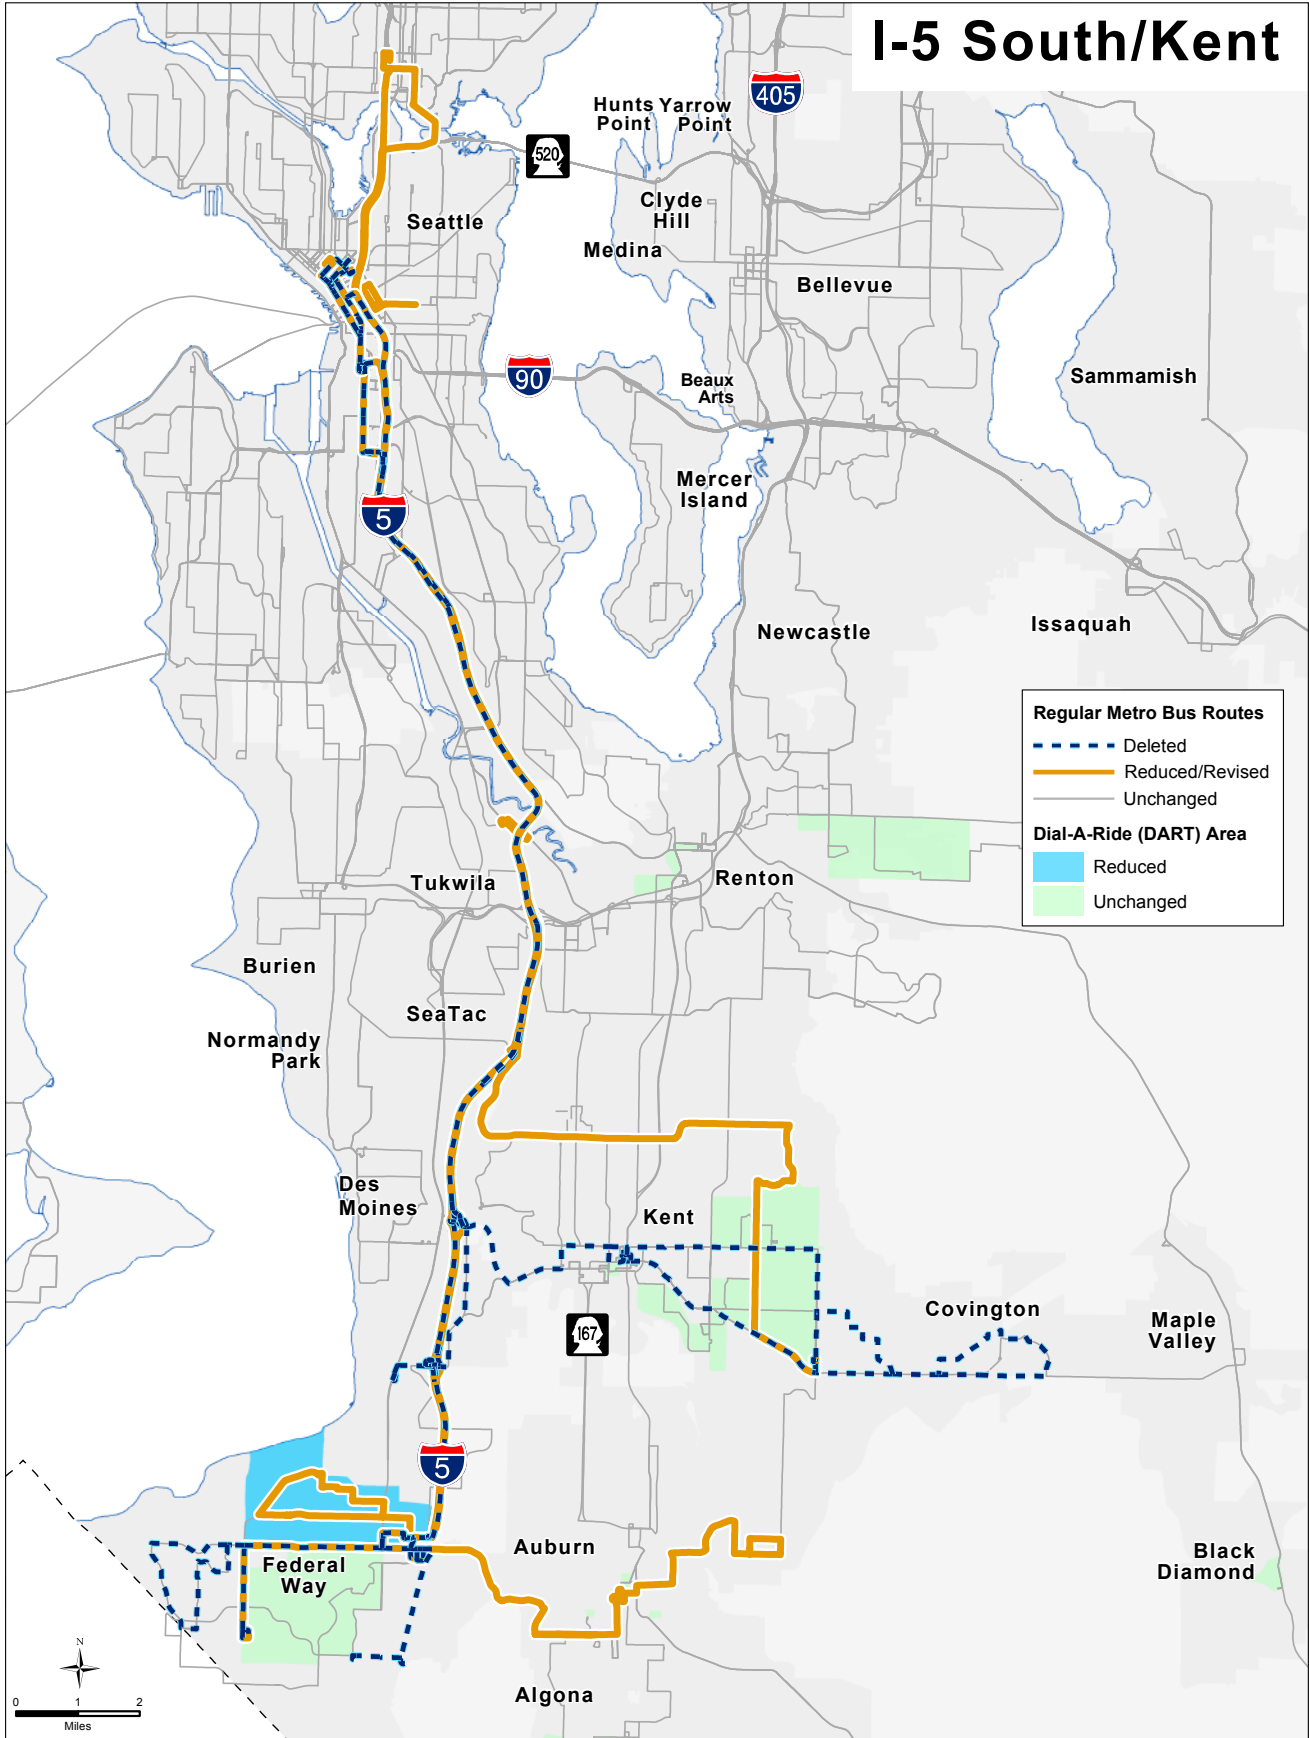 I-5 South/Kent
405
Hunts
Point
Yarrow
Point
520
Clyde
Hill
Seattle
Medina
Bellevue
90
Beaux
Arts
Sammamish
Mercer
Island
5
Newcastle
Issaquah
Regular Metro Bus Routes
Deleted
Reduced/Revised
Unchanged
Dial-A-Ride (DART) Area
Reduced
Unchanged
Tukwila
Renton
Burien
SeaTac
Normandy
Park
Des
Moines
Kent
Covington
Maple
Valley
167
5
Auburn
Federal
Way
Black
Diamond
N
Algona
0 1 2
Miles